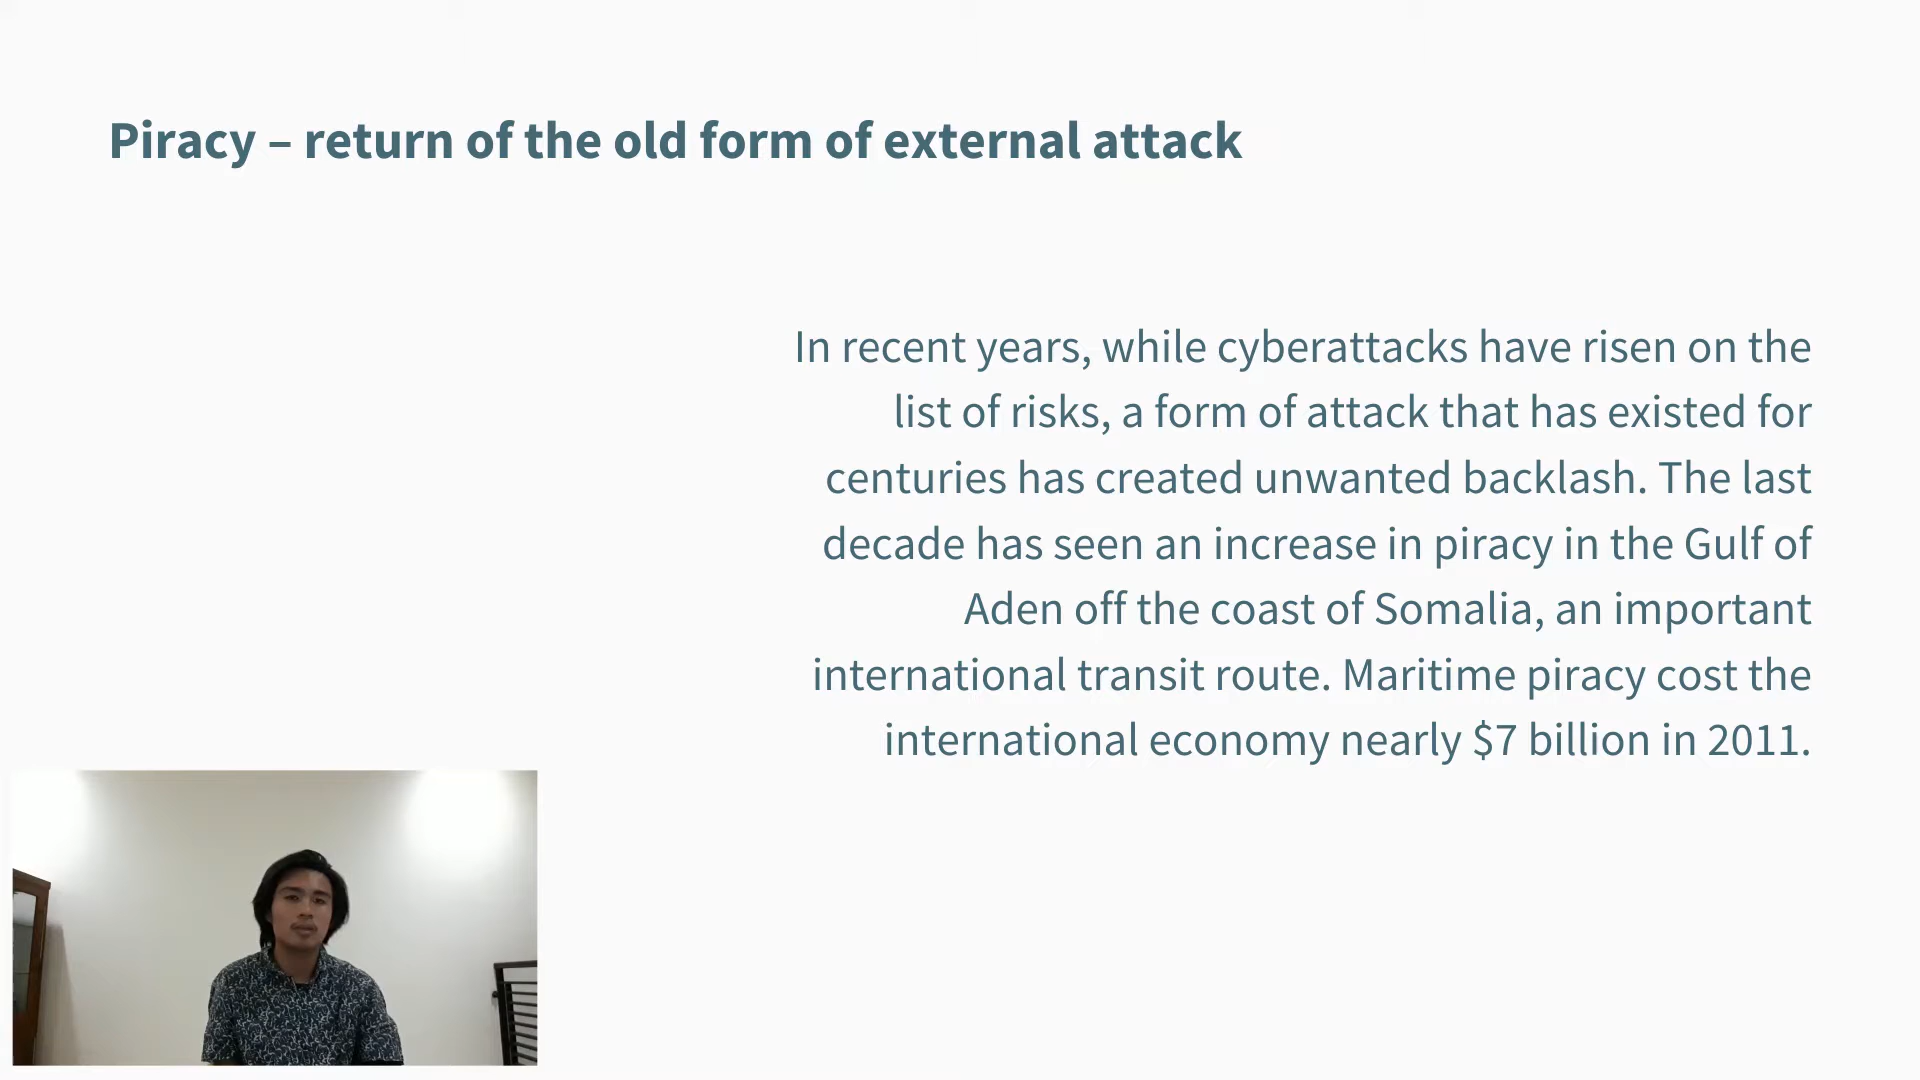 Piracy – return of the old form of external attack
In recent years, while cyberattacks have risen on the
list of risks, a form of attack that has existed for
centuries has created unwanted backlash. The last
decade has seen an increase in piracy in the Gulf of
Aden off the coast of Somalia, an important
international transit route. Maritime piracy cost the
international economy nearly $7 billion in 2011.